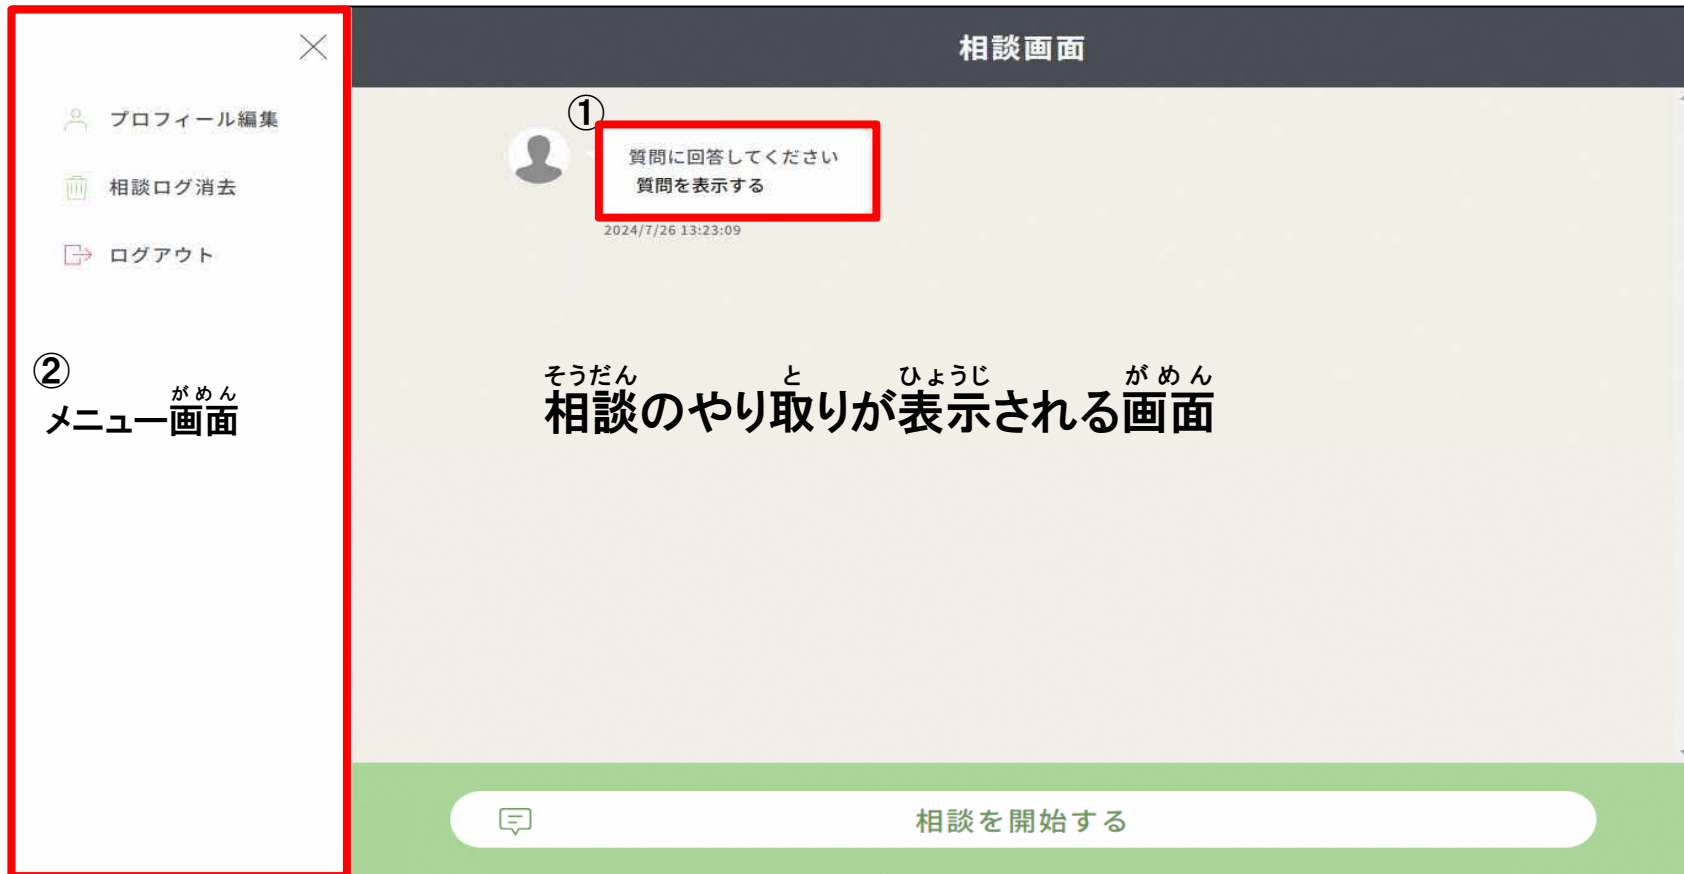 プロフィール編集
相談ログ消去
ログアウト
②
がめん
メニュー画面
相談画面
①
質問に回答してください
質問を表示する
2024/7/26 13:23:09
そうだん と ひょうじ がめん
相談のやり取りが表示される画面
相談を開始する